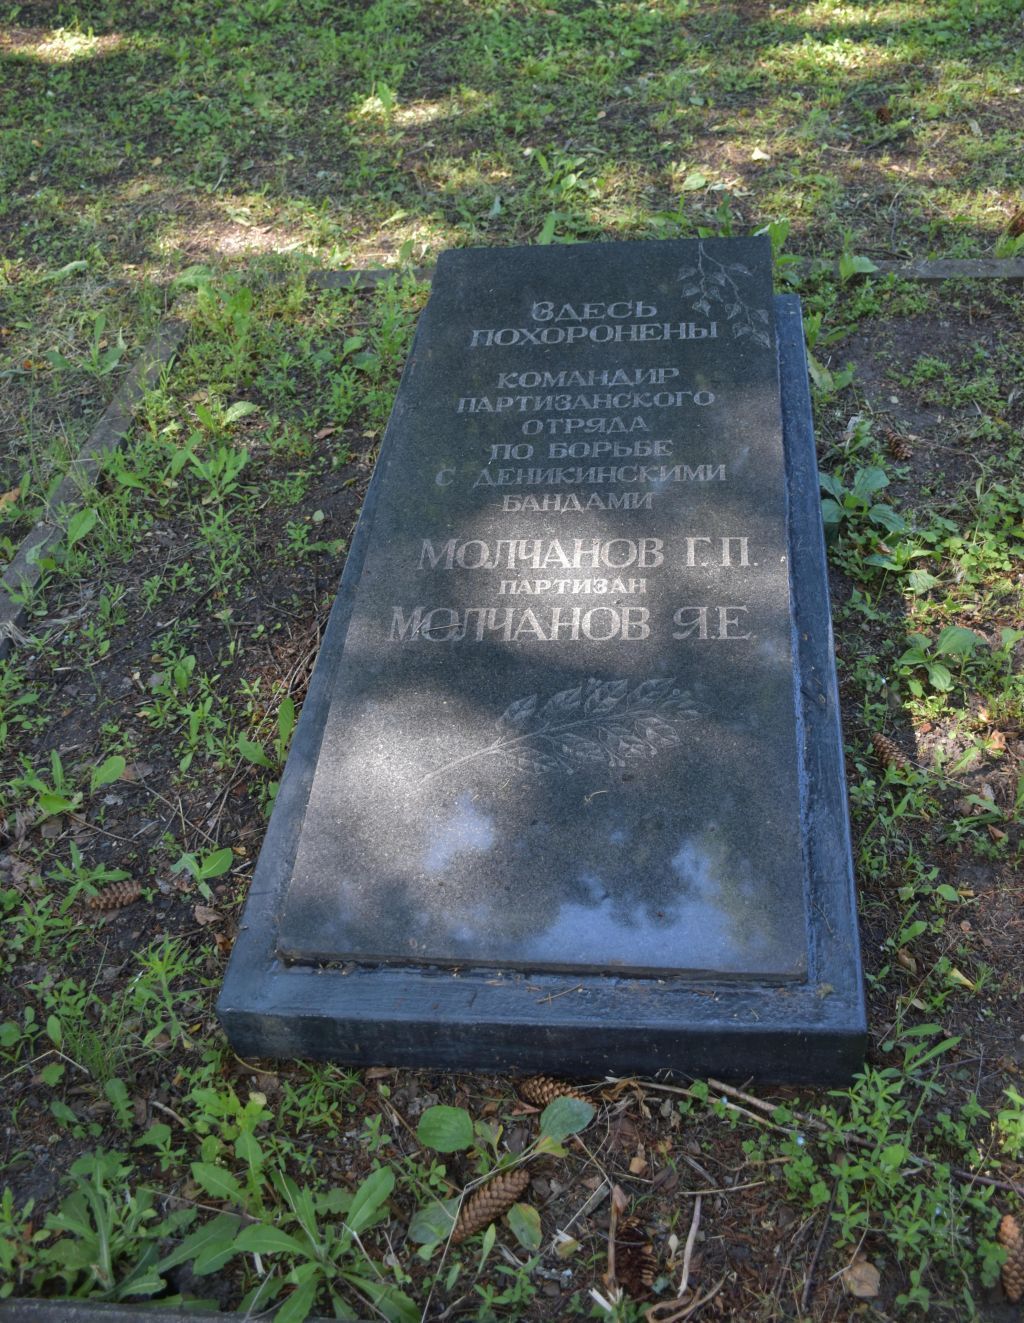 Здесь
похоронены
командир
партизанского
отряда
по борьбе
с деникинскими
бандами
Молчанов Г.П.
партизан
Молчанов Я.Е.